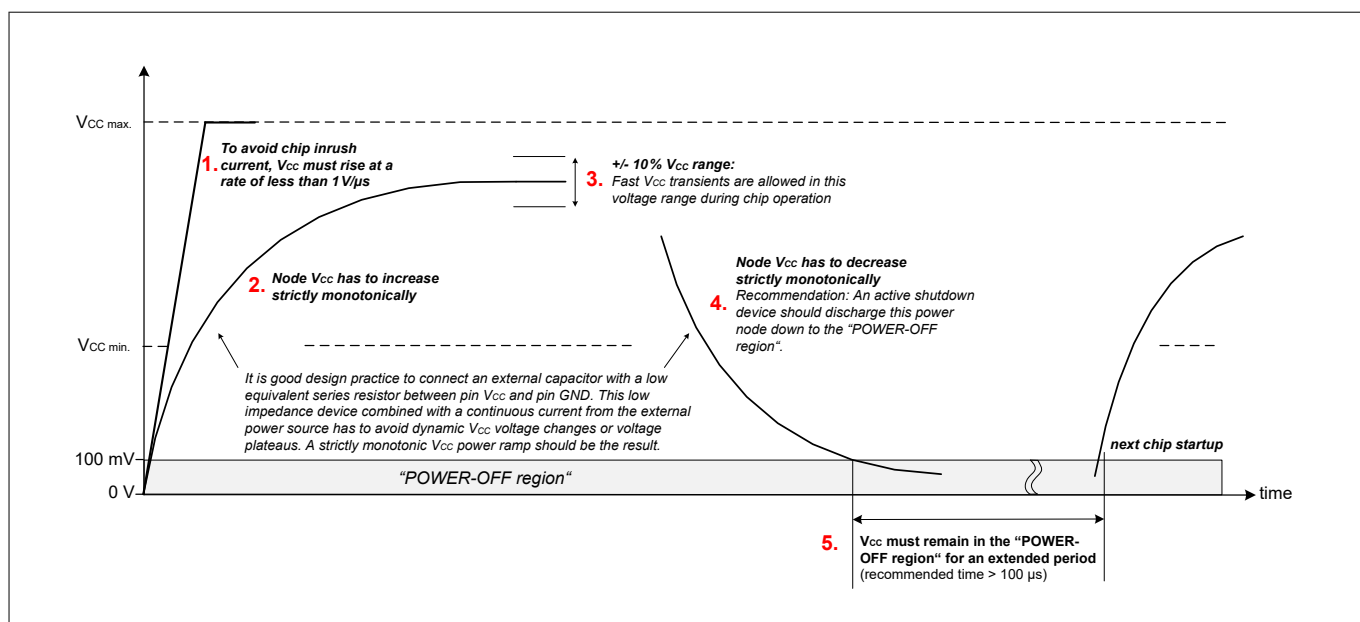 VCC max.
1.
To avoid chip inrush
current, VCC must rise at a
rate of less than 1V/µs
3.
+/- 10% VCC range:
Fast VCC transients are allowed in this
voltage range during chip operation
2.
Node VCC has to increase
strictly monotonically
4.
Node VCC has to decrease
strictly monotonically
Recommendation: An active shutdown
device should discharge this power
node down to the “POWER-OFF
region“.
VCC min.
It is good design practice to connect an external capacitor with a low
equivalent series resistor between pin VCC and pin GND. This low
impedance device combined with a continuous current from the external
power source has to avoid dynamic VCC voltage changes or voltage
plateaus. A strictly monotonic VCC power ramp should be the result.
next chip startup
100 mV
“POWER-OFF region“
0 V
time
5.
VCC must remain in the “POWER-
OFF region“ for an extended period
(recommended time > 100 µs)